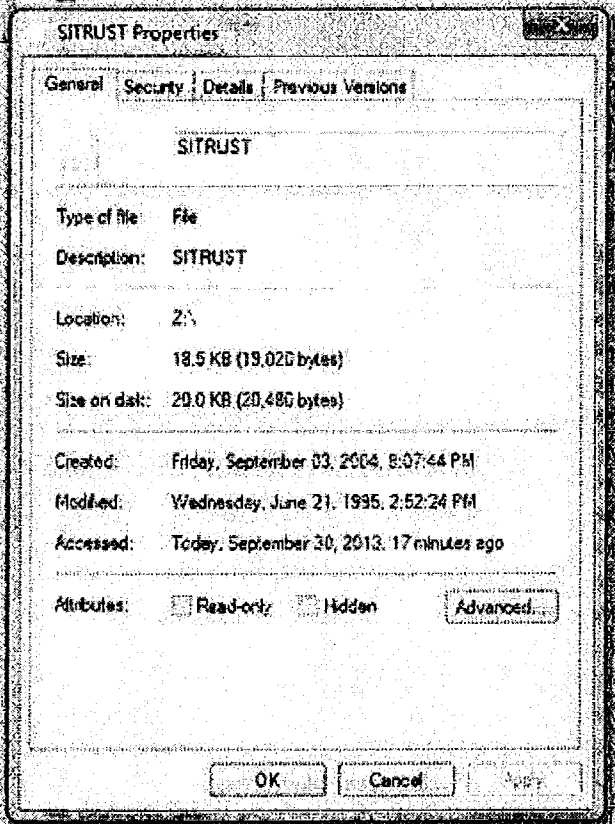 SITRUST Properties
General Security Details Previous Versions
SITRUST
Type of file: File
Description: SITRUST
Location: Z:\
Size: 18.5 KB (19,026 bytes)
Size on disk: 20.0 KB (20,480 bytes)
Created: Friday, September 03, 2004, 8:07:44 PM
Modified: Wednesday, June 21, 1995, 2:52:24 PM
Accessed: Today, September 30, 2013, 17 minutes ago
Attributes: Read-only Hidden Advanced...
OK Cancel Apply